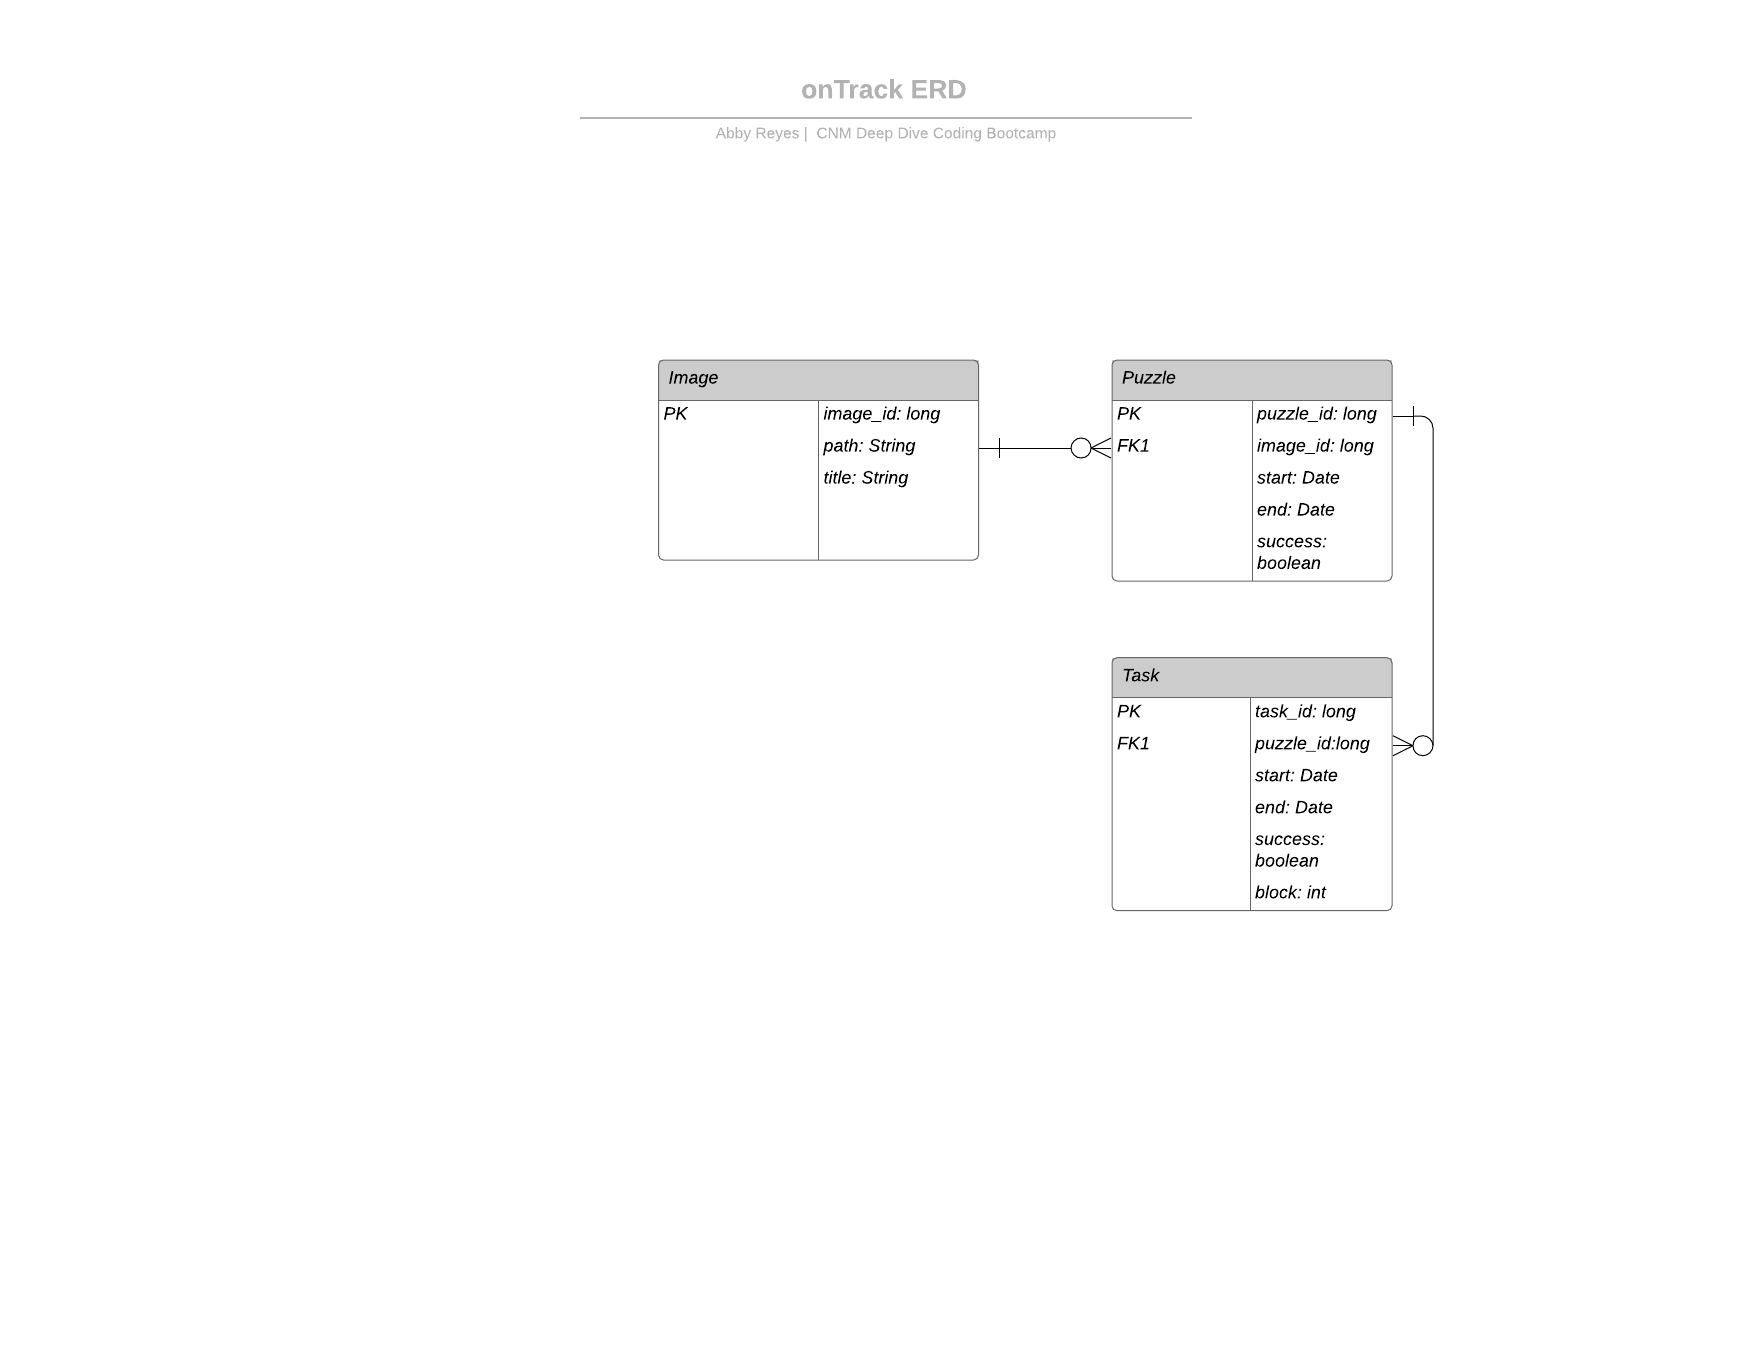 onTrack ERD
Abby Reyes |  CNM Deep Dive Coding Bootcamp
Image
PK
image_id: long
path: String
title: String
Puzzle
PK
puzzle_id: long
FK1
image_id: long
start: Date
end: Date
success:
boolean
Task
PK
task_id: long
FK1
puzzle_id:long
start: Date
end: Date
success:
boolean
block: int